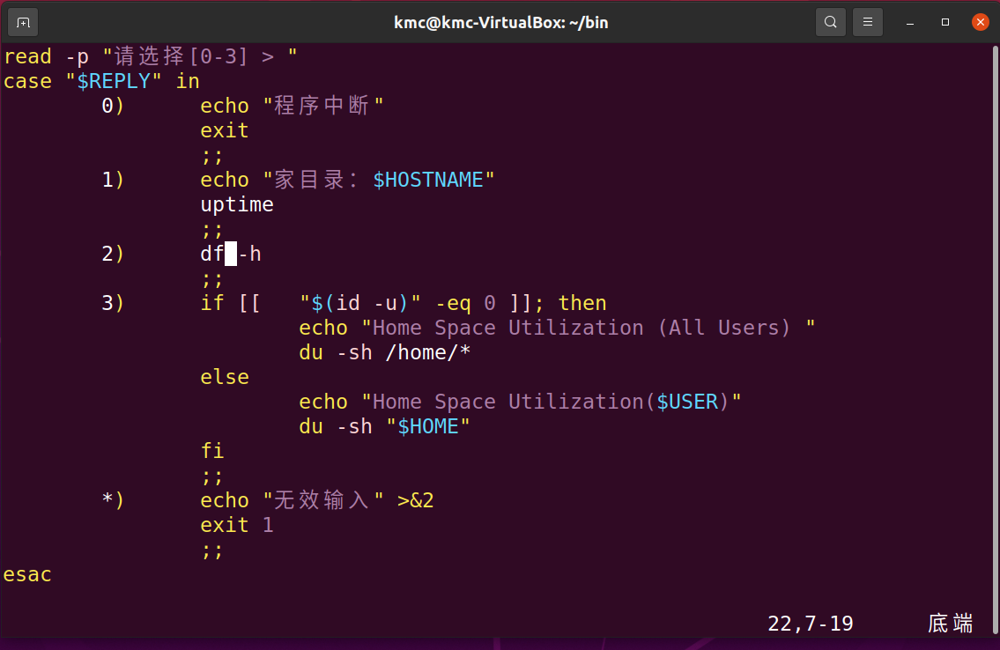 kmc@kmc-VirtualBox: ~/bin
read -p "请选择[0-3] > "
case "$REPLY" in
0) echo "程序中断"
exit
;;
1) echo "家目录: $HOSTNAME"
uptime
;;
2) df -h
;;
3) if [[ "$(id -u)" -eq 0 ]]; then
echo "Home Space Utilization (All Users) "
du -sh /home/*
else
echo "Home Space Utilization($USER)"
du -sh "$HOME"
fi
;;
*) echo "无效输入" >&2
exit 1
;;
esac
22,7-19 底端